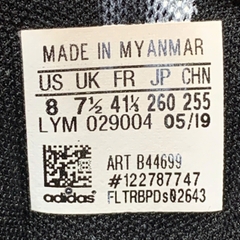 MADE IN MYANMAR
US UK FR JP CHN
8 7½ 41⅓ 260 255
LYM 029004 05/19
adidas
ART B44699
#122787747
FLTRBPDs02643